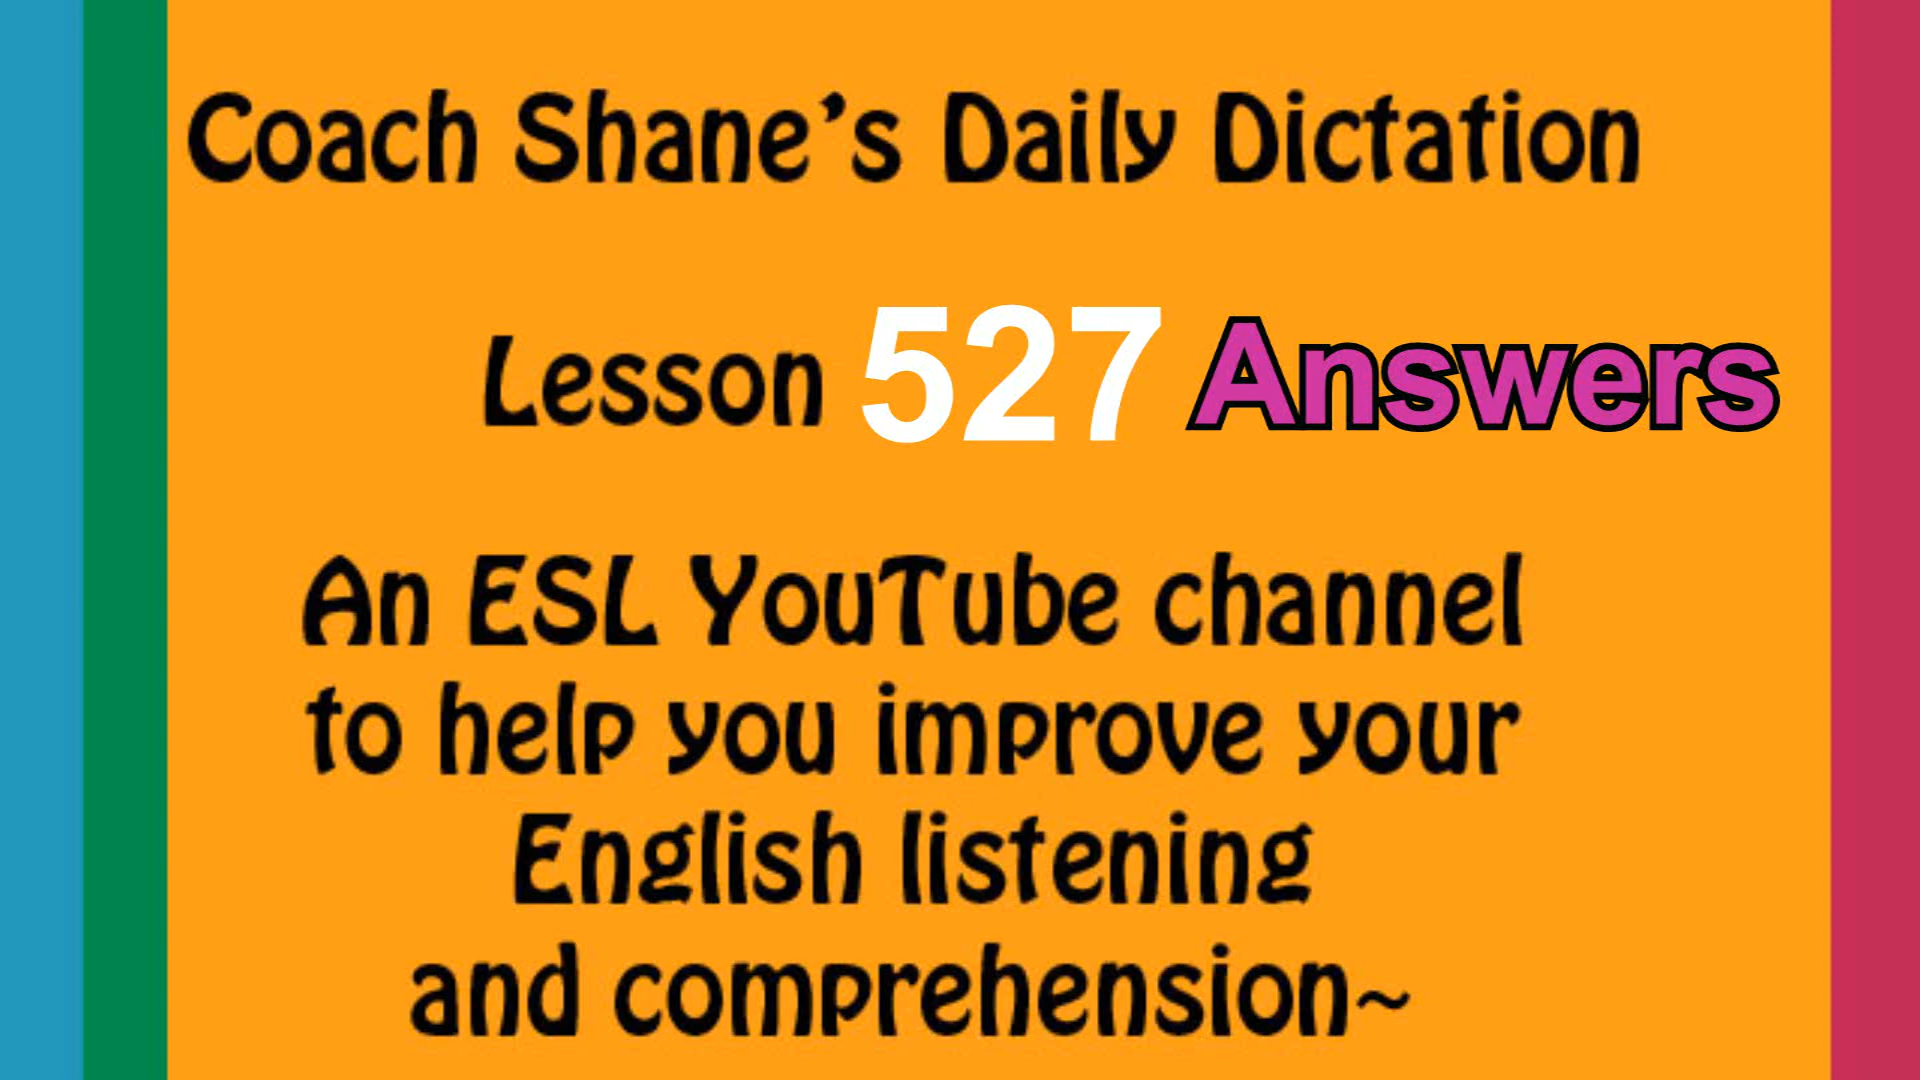 Coach Shane's Daily Dictation
Lesson 527 Answers
An ESL YouTube channel
to help you improve your
English listening
and comprehension~